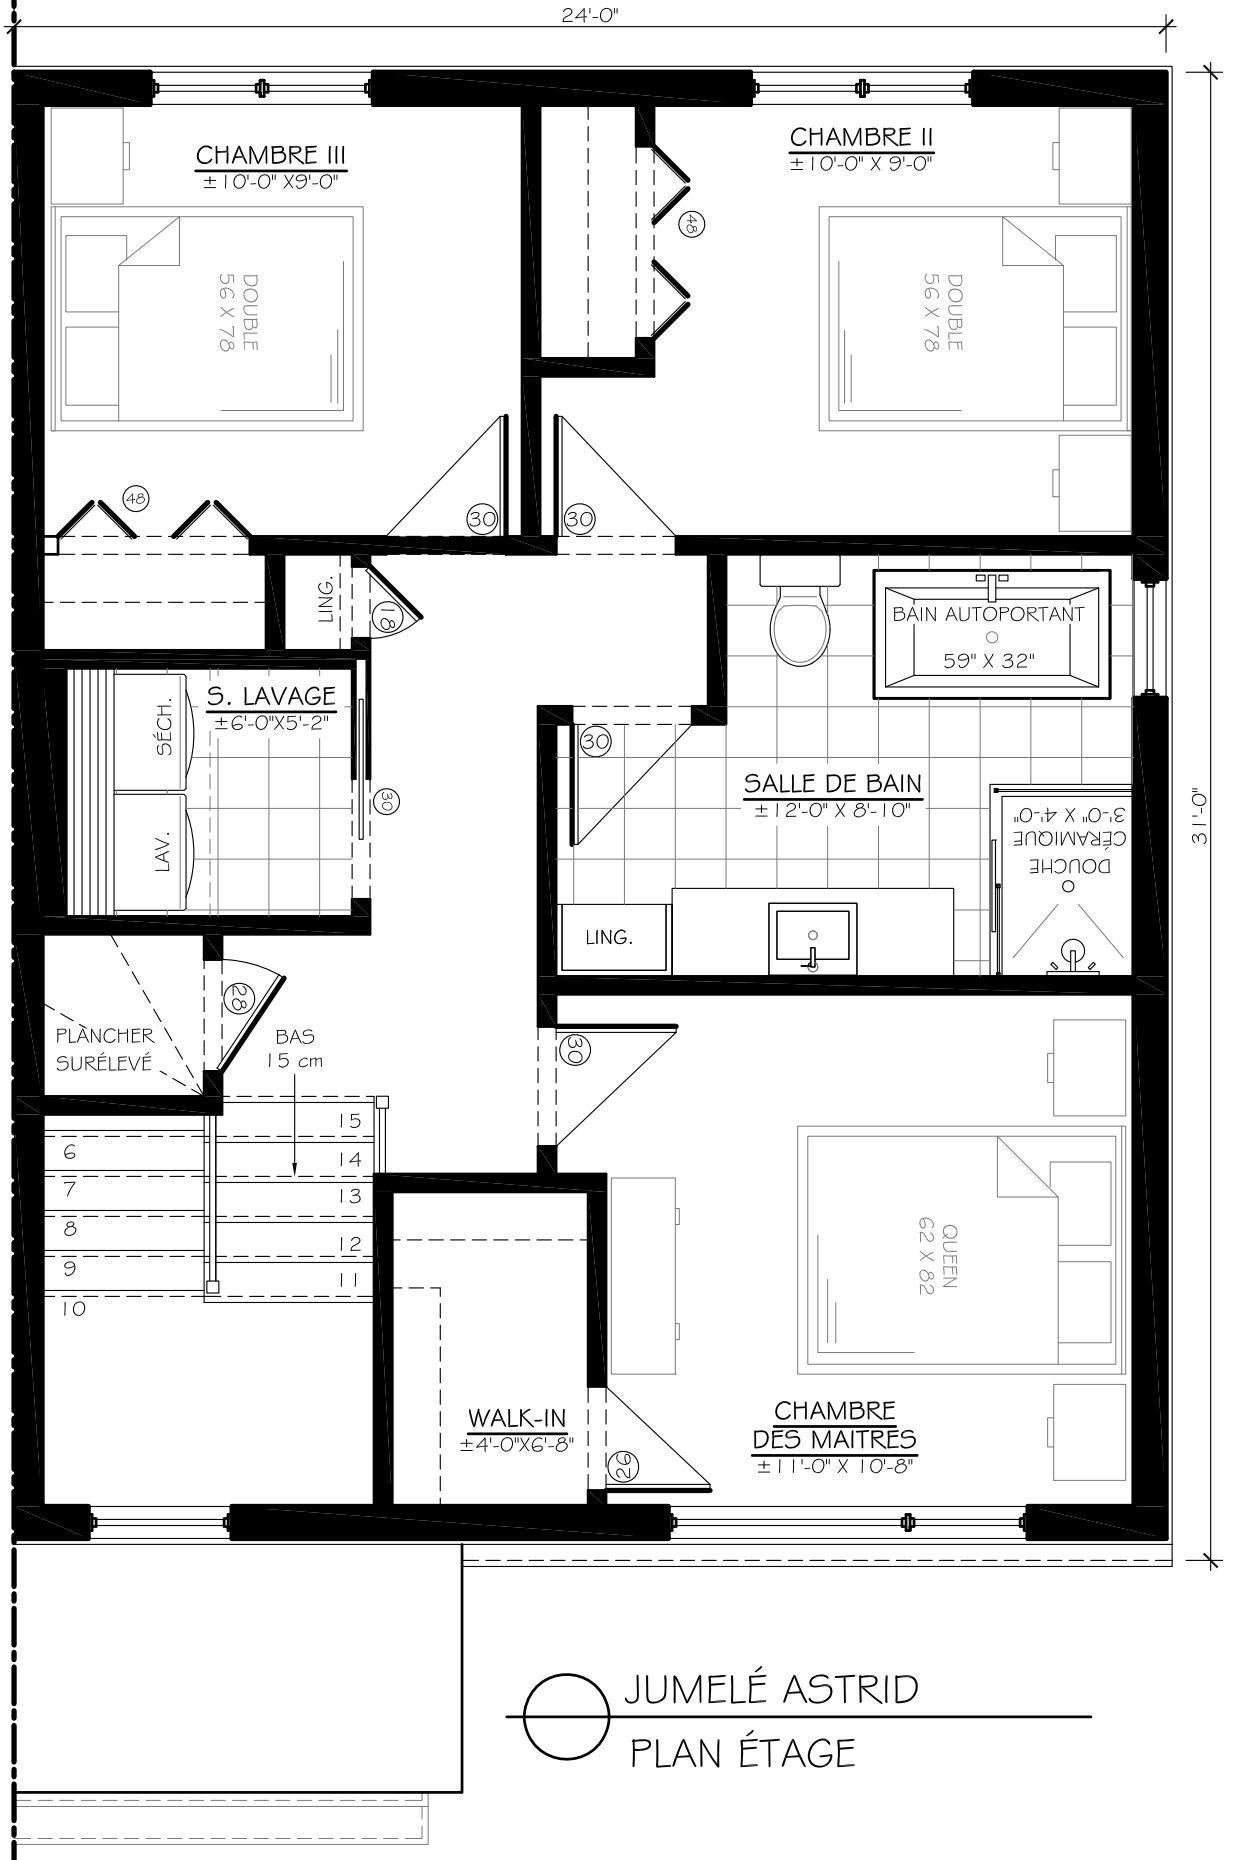 24'-0"
CHAMBRE III
±10'-0" X9'-0"
CHAMBRE II
±10'-0" X 9'-0"
48
DOUBLE
56 X 78
DOUBLE
56 X 78
48
30
30
LING.
18
BAIN AUTOPORTANT
59" X 32"
S. LAVAGE
±6'-0"X5'-2"
SÉCH.
LAV.
30
30
SALLE DE BAIN
±12'-0" X 8'-10"
DOUCHE
CÉRAMIQUE
3'-0" X 4'-0"
31'-0"
LING.
28
PLANCHER
SURÉLEVÉ
BAS
15 cm
30
15
14
13
12
11
6
7
8
9
10
QUEEN
62 X 82
WALK-IN
±4'-0"X6'-8"
26
CHAMBRE
DES MAITRES
±11'-0" X 10'-8"
JUMELÉ ASTRID
PLAN ÉTAGE